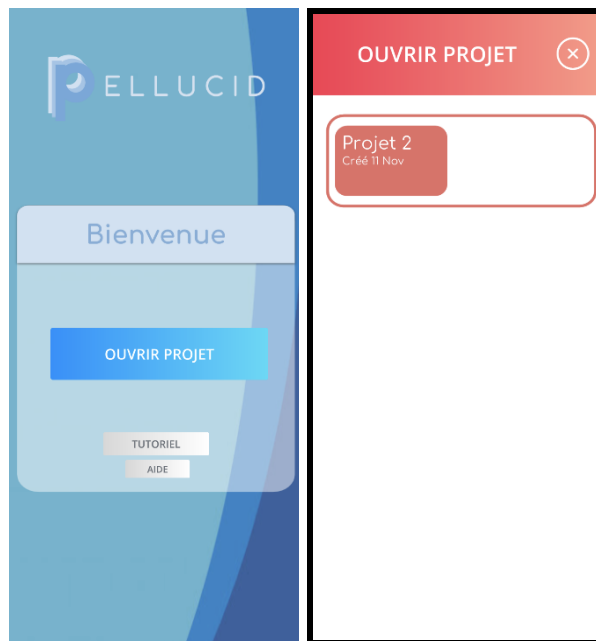 PELLUCID
Bienvenue
OUVRIR PROJET
TUTORIEL
AIDE
OUVRIR PROJET
Projet 2
Créé 11 Nov